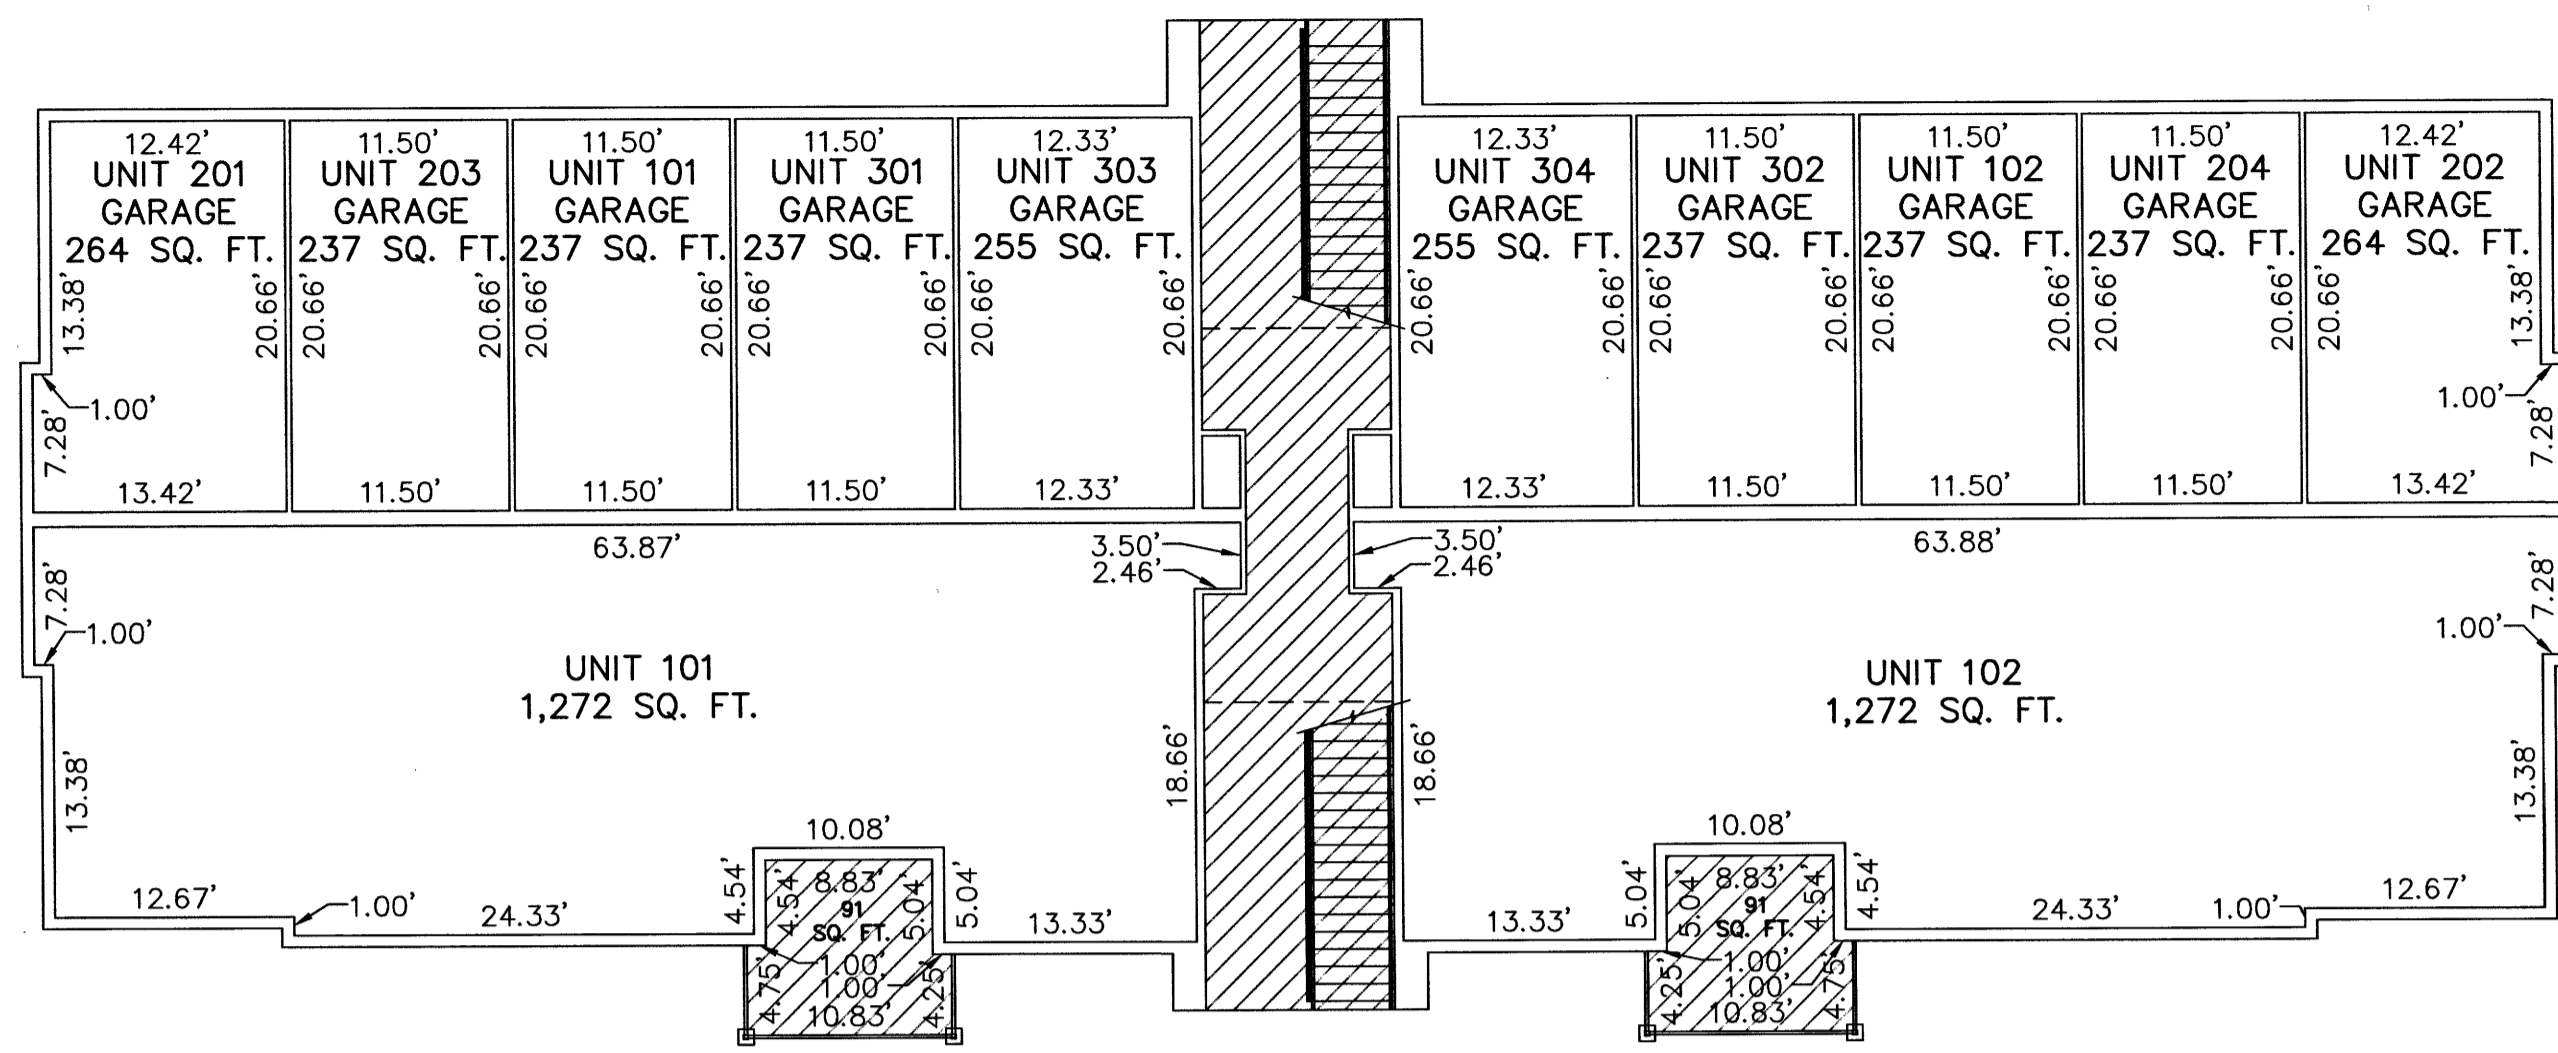 12.42' 11.50' 11.50' 11.50' 12.33' 12.33' 11.50' 11.50' 11.50' 12.42'
UNIT 201 UNIT 203 UNIT 101 UNIT 301 UNIT 303 UNIT 304 UNIT 302 UNIT 102 UNIT 204 UNIT 202
GARAGE GARAGE GARAGE GARAGE GARAGE GARAGE GARAGE GARAGE GARAGE GARAGE
264 SQ. FT. 237 SQ. FT. 237 SQ. FT. 237 SQ. FT. 255 SQ. FT. 255 SQ. FT. 237 SQ. FT. 237 SQ. FT. 237 SQ. FT. 264 SQ. FT.
13.38' 20.66' 20.66' 20.66' 20.66' 20.66' 20.66' 20.66' 20.66' 20.66' 20.66' 20.66' 20.66' 20.66' 20.66' 20.66' 20.66' 20.66' 20.66' 13.38'
1.00' 1.00'
7.28' 7.28'
13.42' 11.50' 11.50' 11.50' 12.33' 12.33' 11.50' 11.50' 11.50' 13.42'
63.87' 3.50' 3.50' 63.88'
2.46' 2.46'
7.28' 7.28'
1.00' 1.00'
UNIT 101 UNIT 102
1,272 SQ. FT. 1,272 SQ. FT.
13.38' 18.66' 18.66' 13.38'
10.08' 10.08'
12.67' 1.00' 24.33' 4.54' 4.54' 8.83' 5.04' 5.04' 13.33' 13.33' 5.04' 5.04' 8.83' 4.54' 4.54' 24.33' 1.00' 12.67'
91 91
SQ. FT. SQ. FT.
1.00' 1.00'
1.00' 1.00'
4.75' 4.25' 4.25' 4.75'
10.83' 10.83'